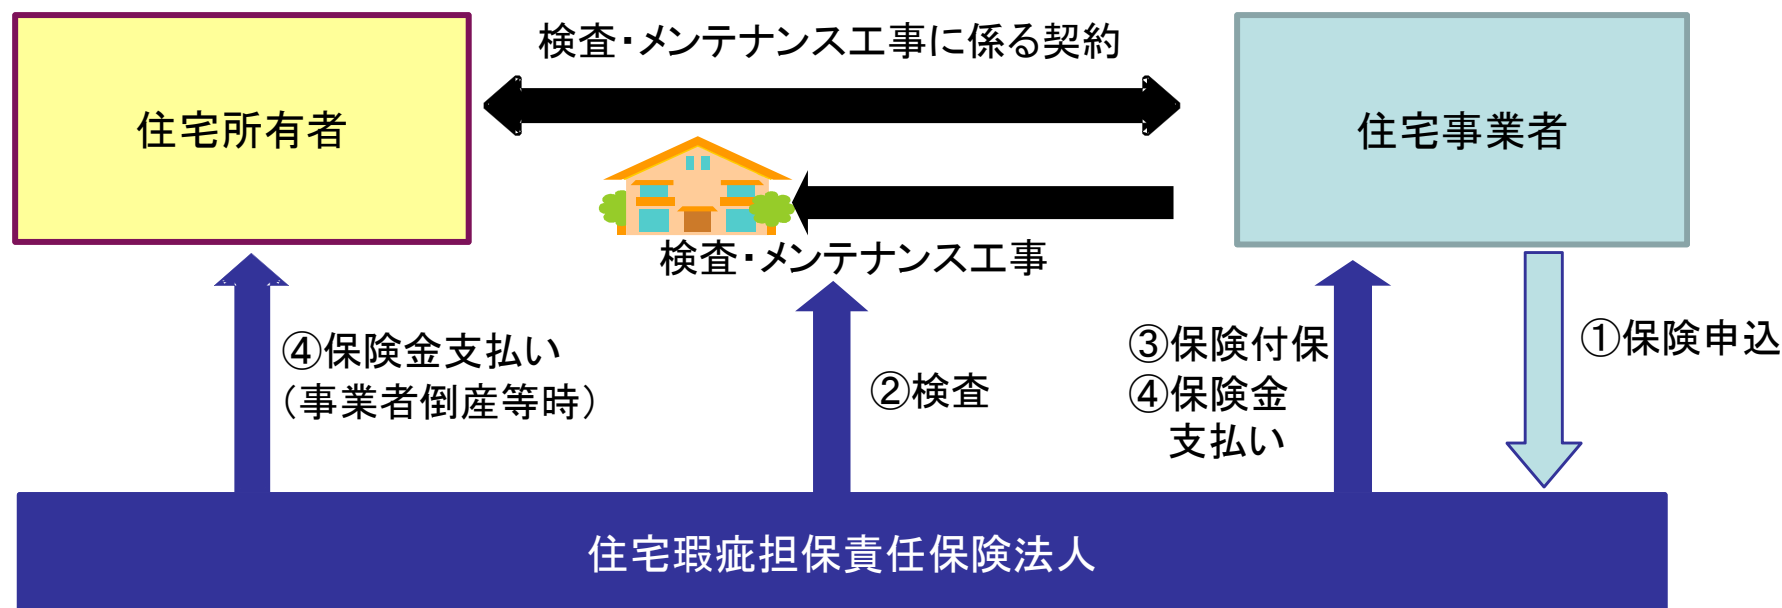 検査・メンテナンス工事に係る契約
住宅所有者
住宅事業者
検査・メンテナンス工事
④保険金支払い
（事業者倒産等時）
②検査
③保険付保
④保険金
支払い
①保険申込
住宅瑕疵担保責任保険法人